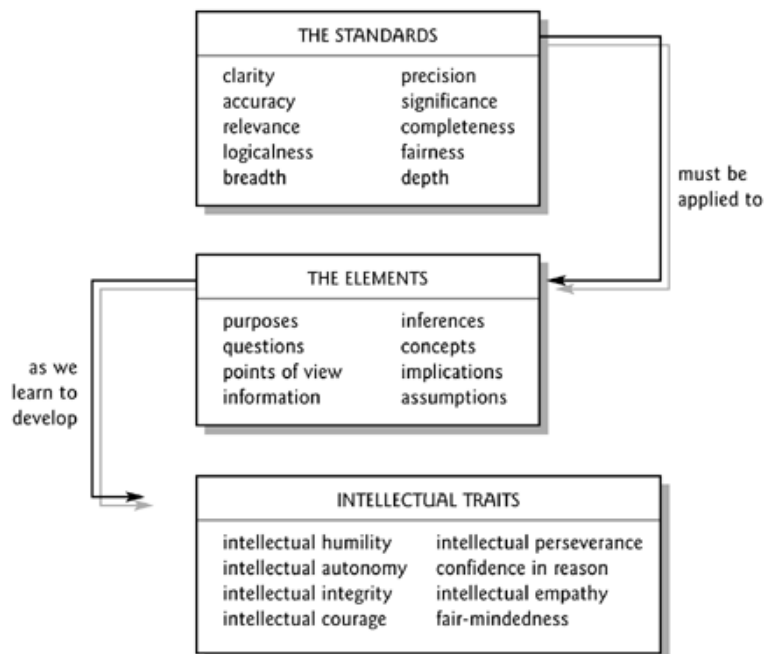 THE STANDARDS
clarity precision
accuracy significance
relevance completeness
logicalness fairness
breadth depth
must be
applied to
THE ELEMENTS
purposes inferences
questions concepts
points of view implications
information assumptions
as we
learn to
develop
INTELLECTUAL TRAITS
intellectual humility intellectual perseverance
intellectual autonomy confidence in reason
intellectual integrity intellectual empathy
intellectual courage fair-mindedness